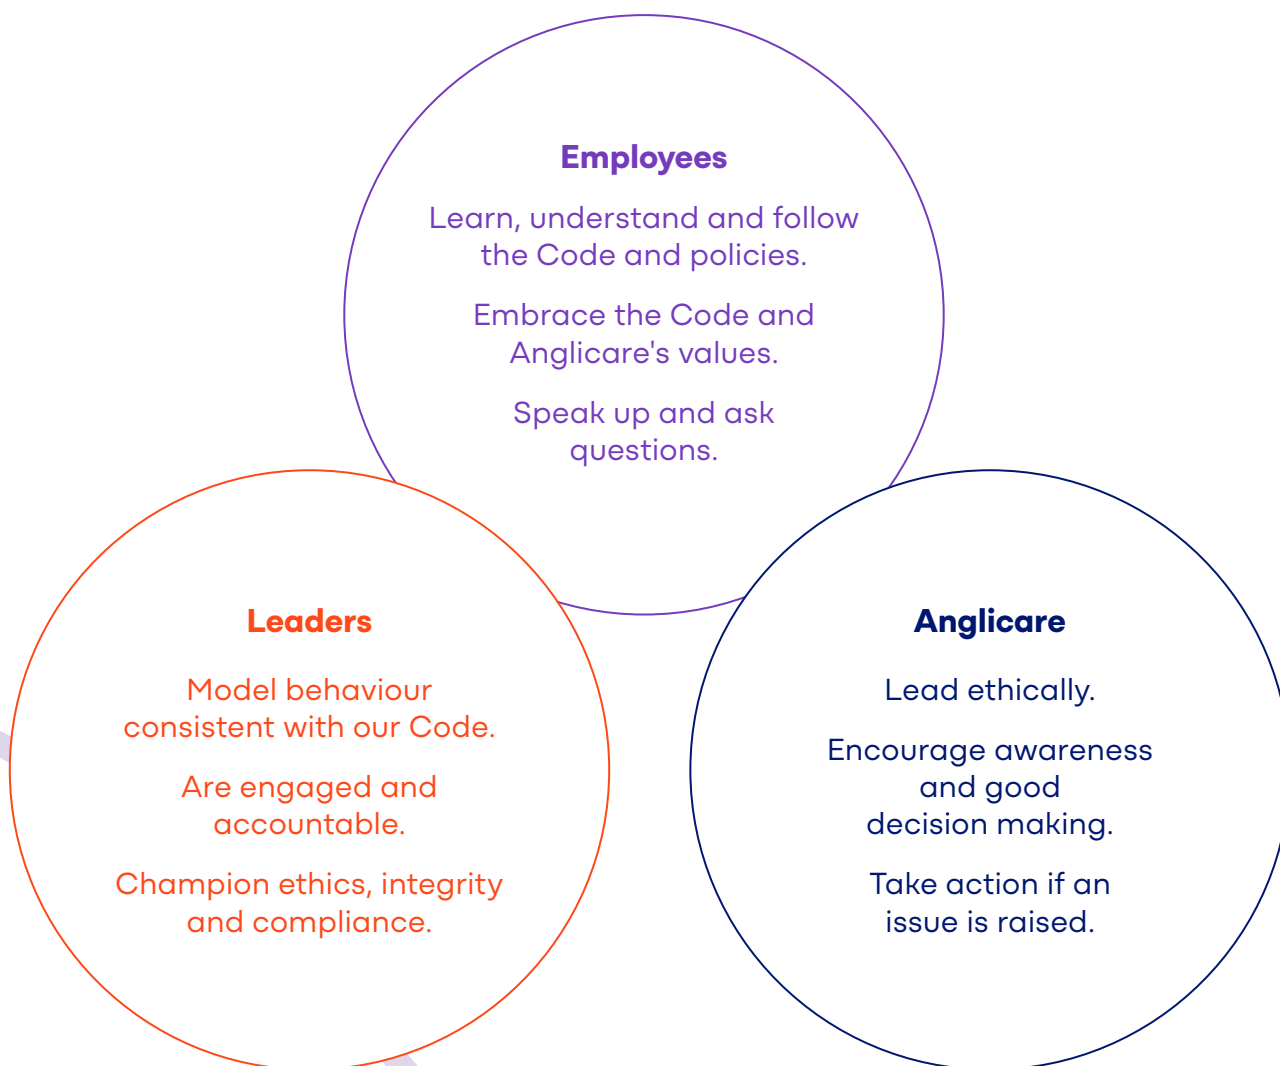 Employees
Learn, understand and follow
the Code and policies.
Embrace the Code and
Anglicare's values.
Speak up and ask
questions.
Leaders
Model behaviour
consistent with our Code.
Are engaged and
accountable.
Champion ethics, integrity
and compliance.
Anglicare
Lead ethically.
Encourage awareness
and good
decision making.
Take action if an
issue is raised.